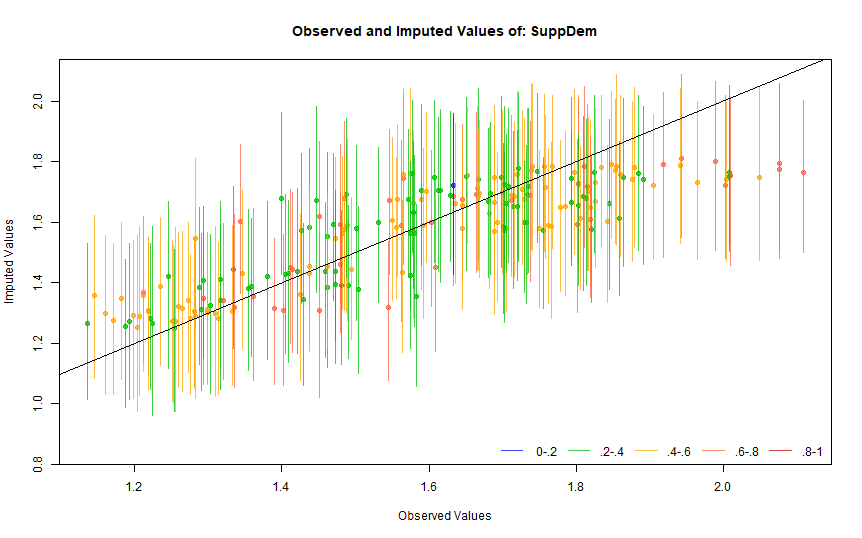 Observed and Imputed Values of: SuppDem
Imputed Values
2.0
1.8
1.6
1.4
1.2
1.0
0.8
0-.2 .2-.4 .4-.6 .6-.8 .8-1
1.2 1.4 1.6 1.8 2.0
Observed Values